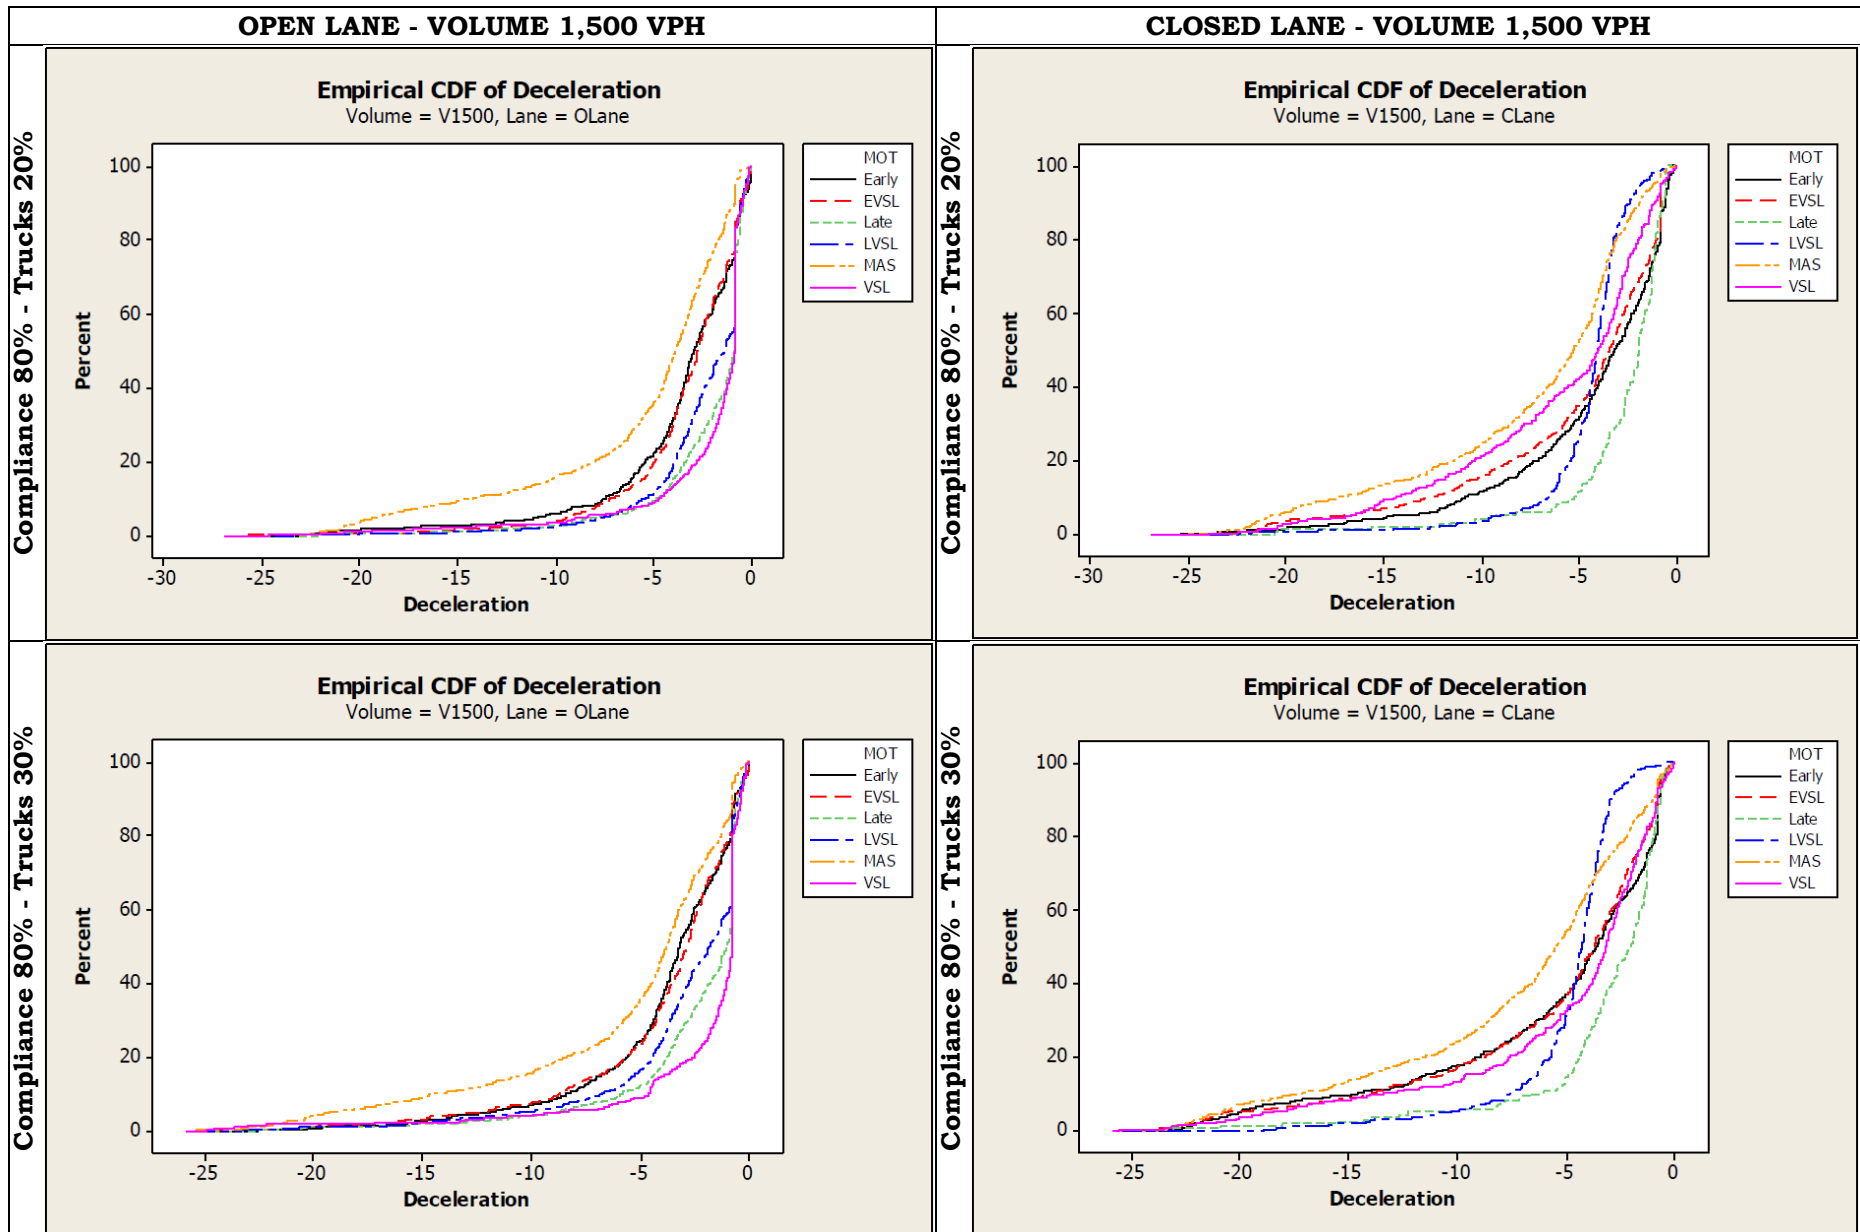 OPEN LANE - VOLUME 1,500 VPH
CLOSED LANE - VOLUME 1,500 VPH
Compliance 80% - Trucks 20%
Empirical CDF of Deceleration
Volume = V1500, Lane = OLane
Percent
100
80
60
40
20
0
-30 -25 -20 -15 -10 -5 0
Deceleration
MOT
Early
EVSL
Late
LVSL
MAS
VSL
Compliance 80% - Trucks 20%
Empirical CDF of Deceleration
Volume = V1500, Lane = CLane
Percent
100
80
60
40
20
0
-30 -25 -20 -15 -10 -5 0
Deceleration
MOT
Early
EVSL
Late
LVSL
MAS
VSL
Compliance 80% - Trucks 30%
Empirical CDF of Deceleration
Volume = V1500, Lane = OLane
Percent
100
80
60
40
20
0
-25 -20 -15 -10 -5 0
Deceleration
MOT
Early
EVSL
Late
LVSL
MAS
VSL
Compliance 80% - Trucks 30%
Empirical CDF of Deceleration
Volume = V1500, Lane = CLane
Percent
100
80
60
40
20
0
-25 -20 -15 -10 -5 0
Deceleration
MOT
Early
EVSL
Late
LVSL
MAS
VSL